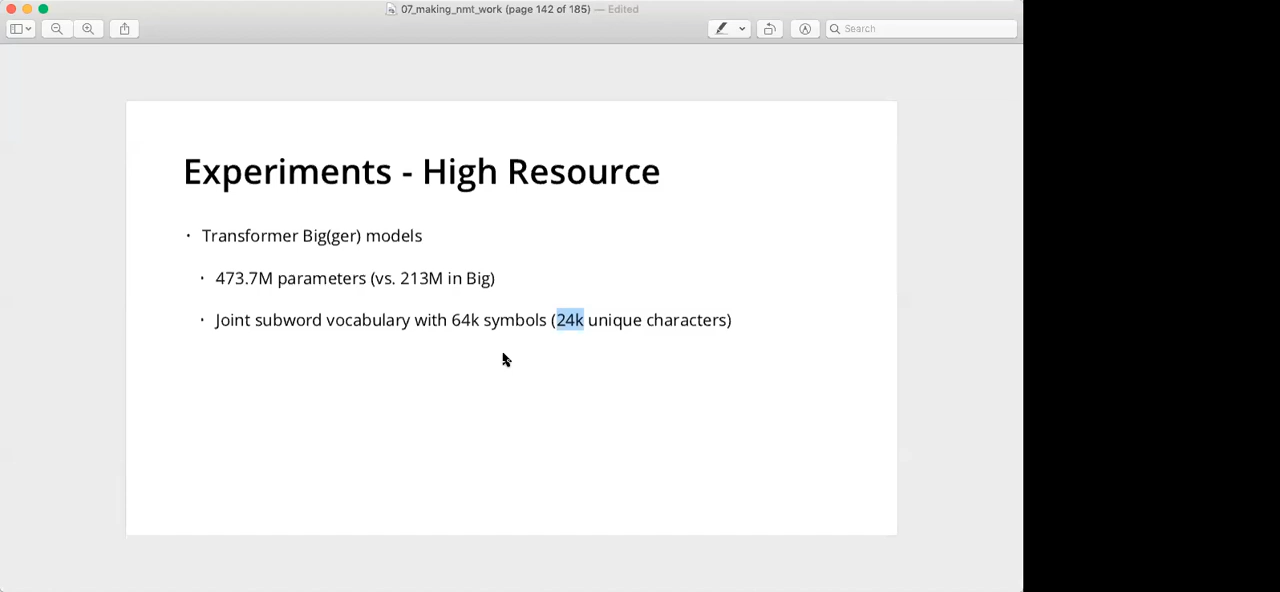 07_making_nmt_work (page 142 of 185) — Edited
Search
Experiments - High Resource
· Transformer Big(ger) models
· 473.7M parameters (vs. 213M in Big)
· Joint subword vocabulary with 64k symbols (24k unique characters)